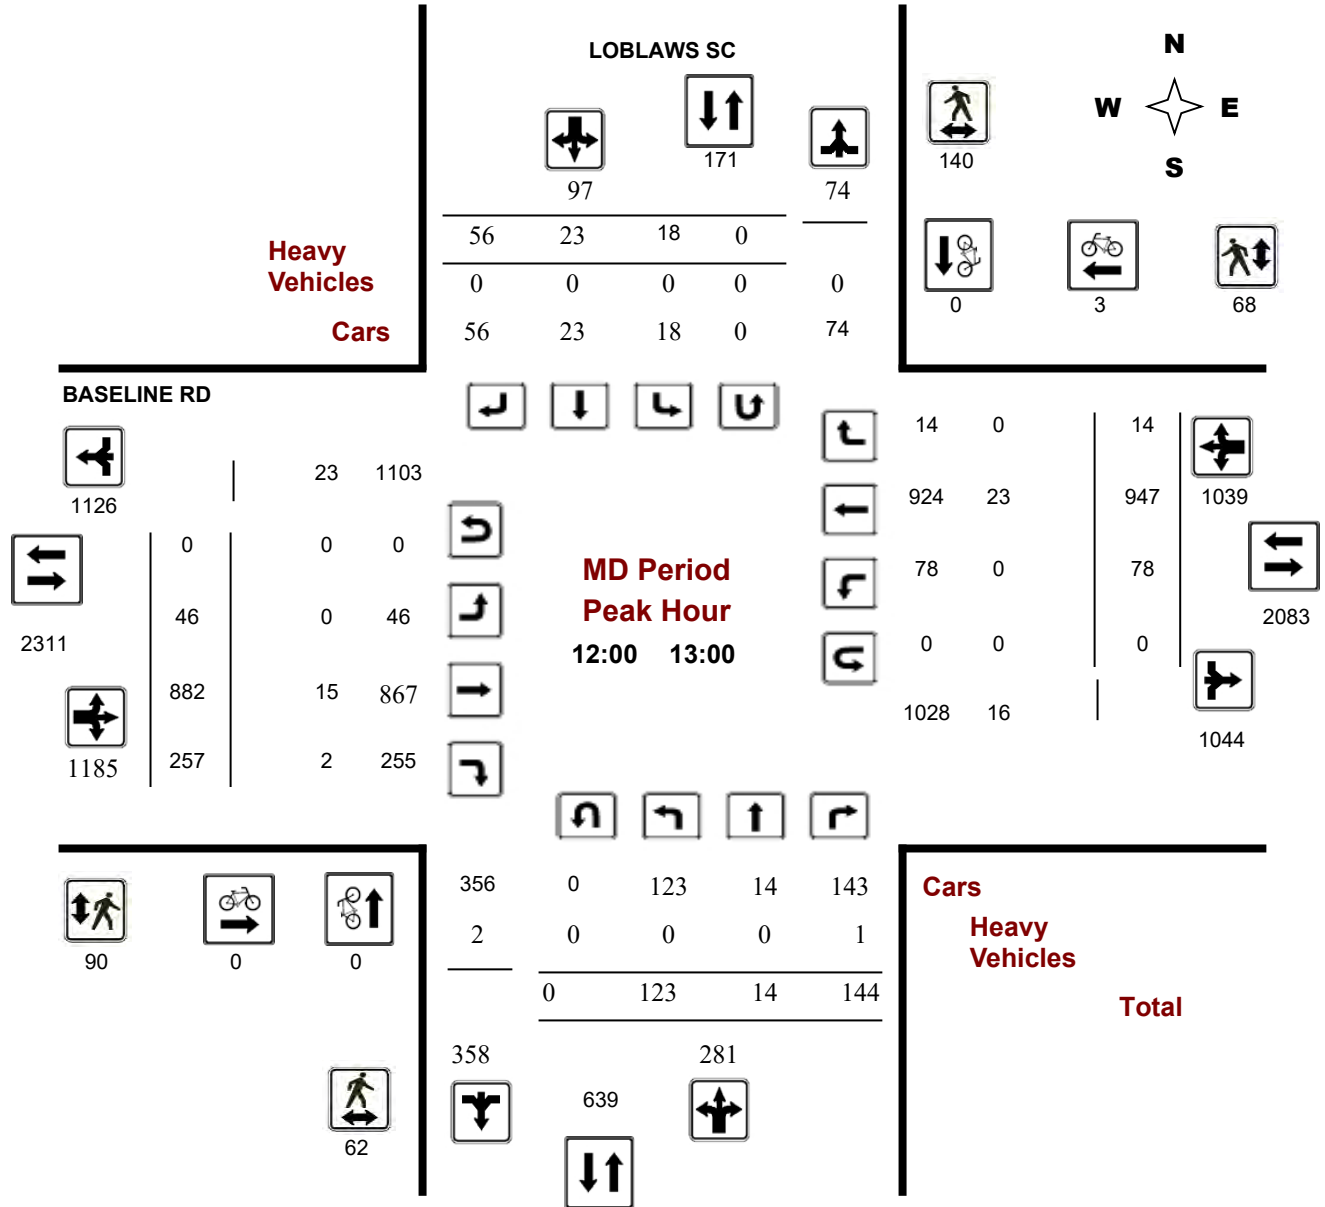 LOBLAWS SC
N
W E
S
171
140
97
74
56 23 18 0
Heavy
Vehicles
0 0 0 0 0
0 3 68
Cars
56 23 18 0 74
BASELINE RD
14 0 14
23 1103
1126
924 23 947 1039
0 0 0
MD Period
78 0 78
Peak Hour
46 0 46
2083
2311
12:00 13:00
0 0 0
882 15 867
1028 16
1044
1185 257 2 255
356 0 123 14 143
Cars
2 0 0 0 1
Heavy
Vehicles
90 0 0
0 123 14 144
Total
358 281
639
62